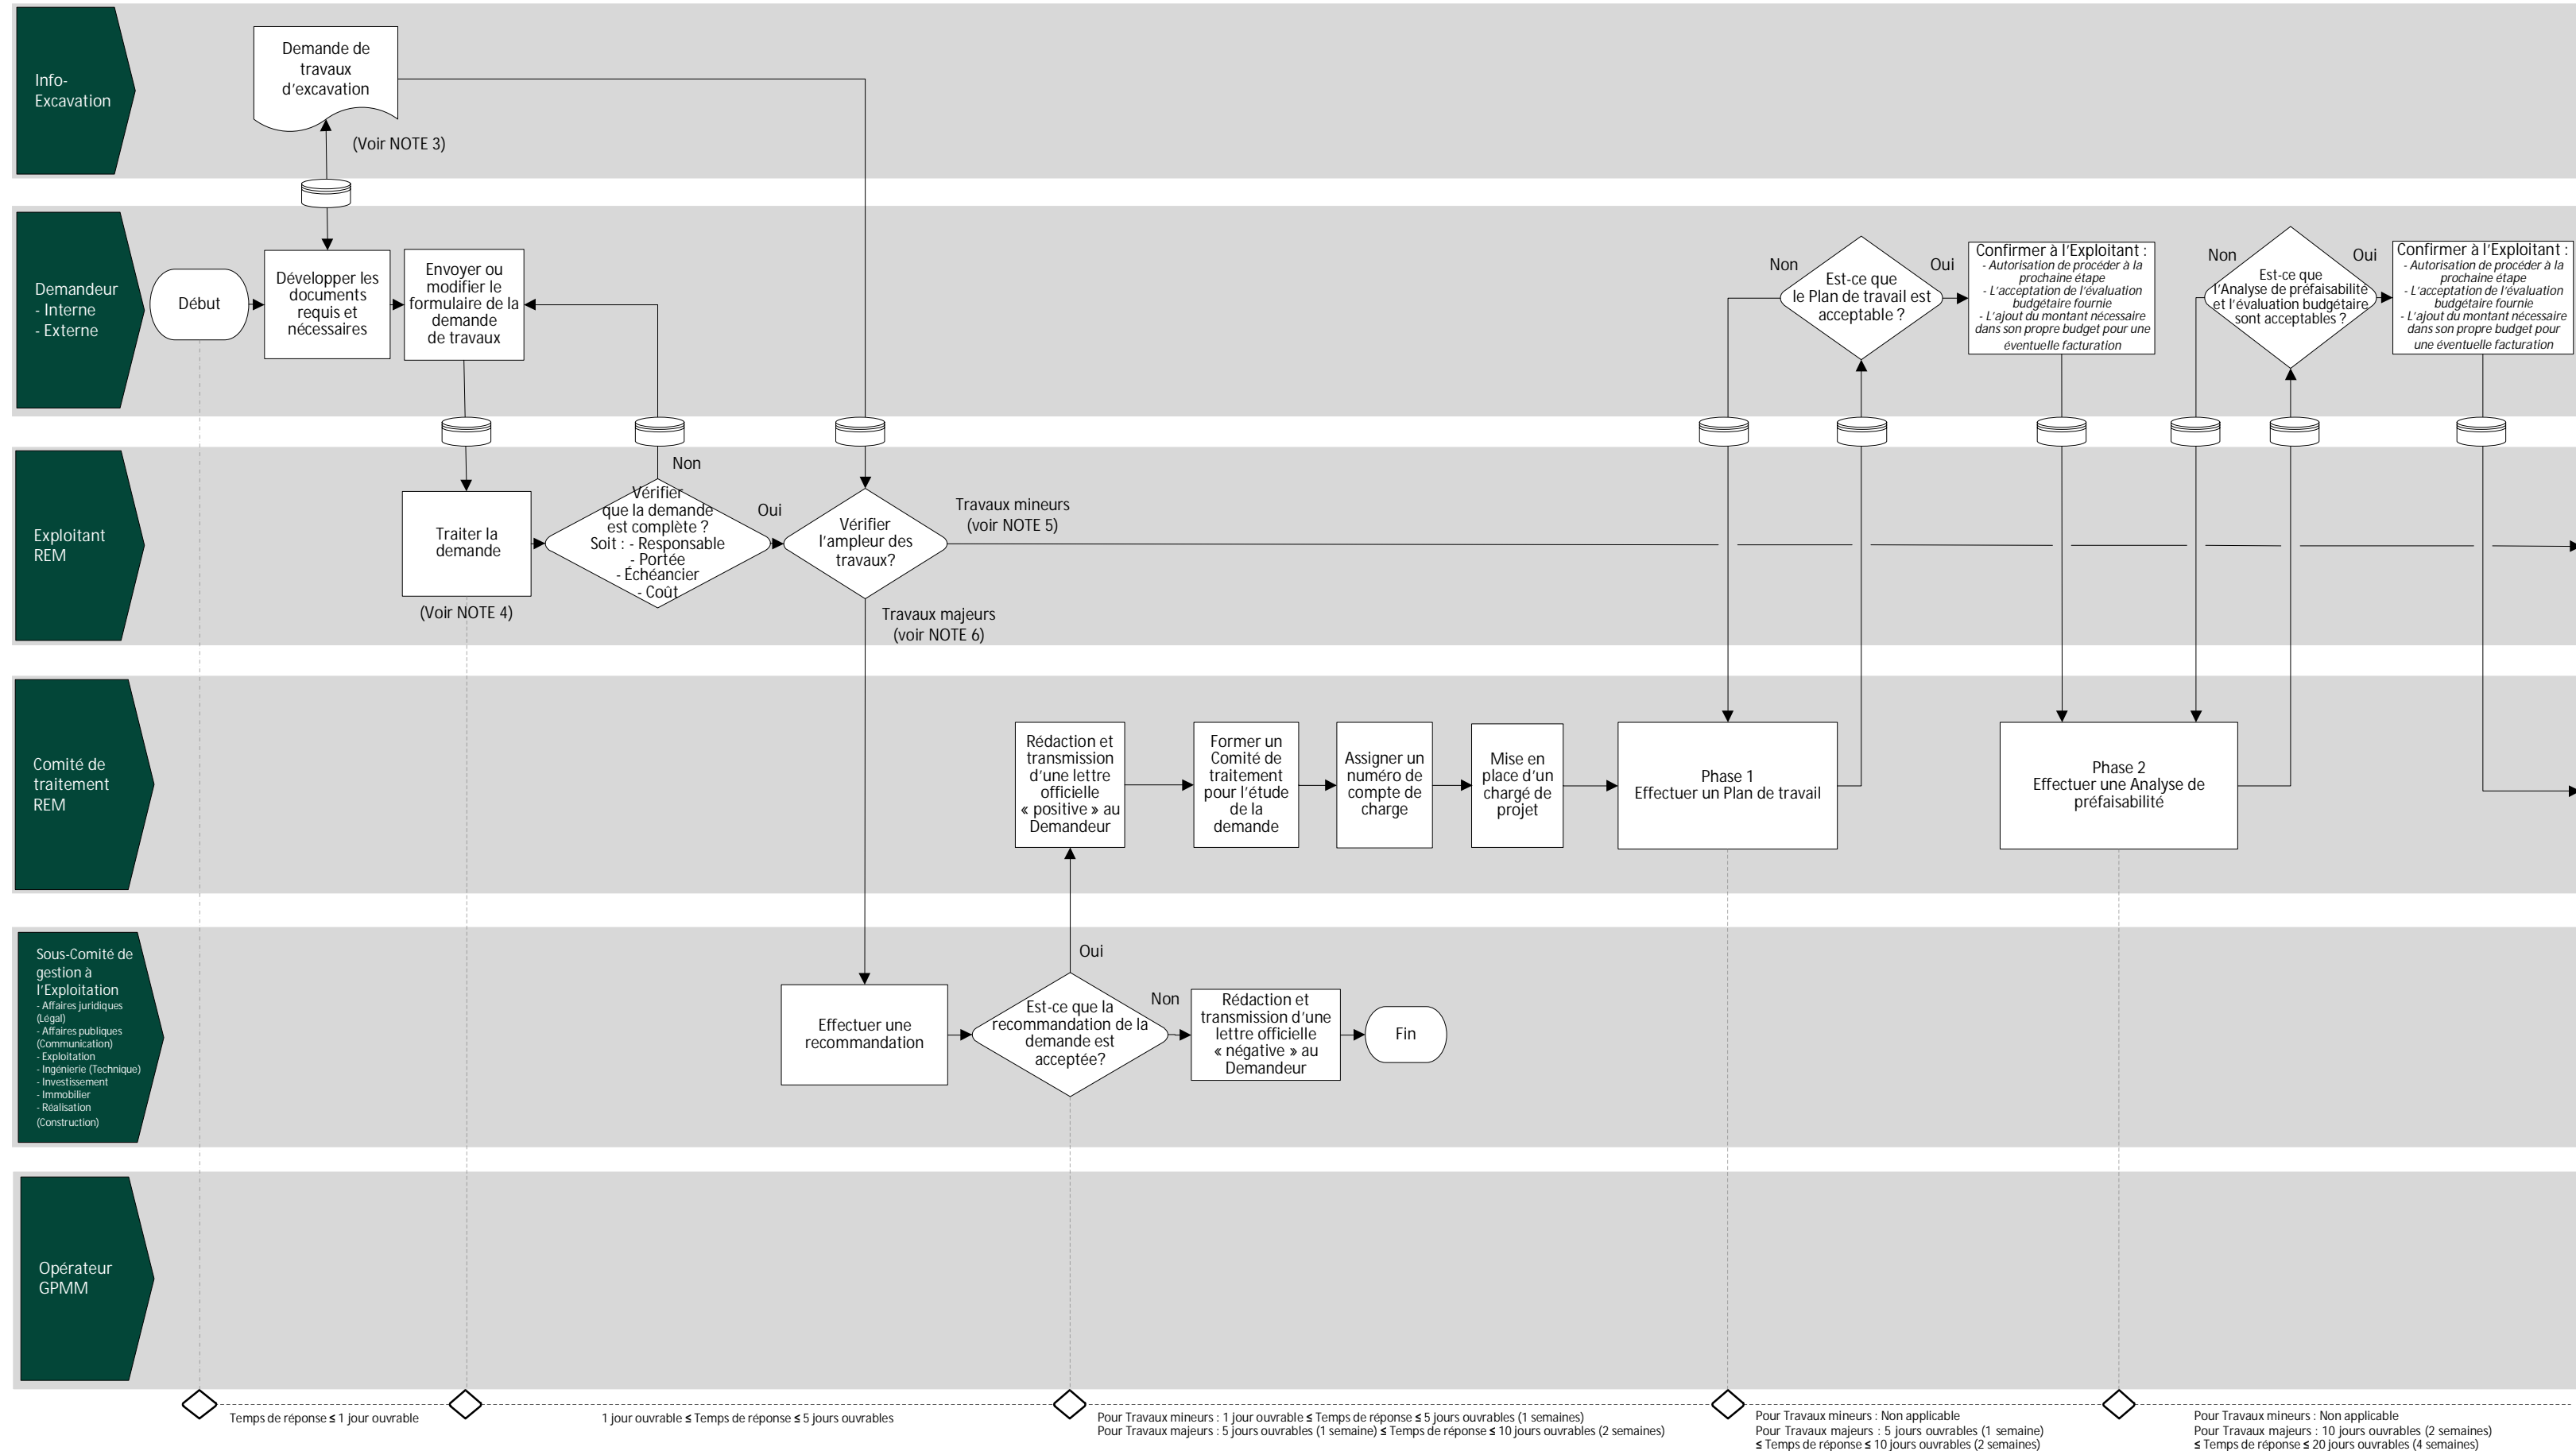 Info-
Excavation
Demande de
travaux
d'excavation
(Voir NOTE 3)
Demandeur
- Interne
- Externe
Début
Développer les
documents
requis et
nécessaires
Envoyer ou
modifier le
formulaire de la
demande
de travaux
Non
Est-ce que
le Plan de travail est
acceptable ?
Oui
Confirmer à l'Exploitant :
- Autorisation de procéder à la
prochaine étape
- L'acceptation de l'évaluation
budgétaire fournie
- L'ajout du montant nécessaire
dans son propre budget pour une
éventuelle facturation
Non
Est-ce que
l'Analyse de préfaisabilité
et l'évaluation budgétaire
sont acceptables ?
Oui
Confirmer à l'Exploitant :
- Autorisation de procéder à la
prochaine étape
- L'acceptation de l'évaluation
budgétaire fournie
- L'ajout du montant nécessaire
dans son propre budget pour
une éventuelle facturation
Exploitant
REM
Traiter la
demande
(Voir NOTE 4)
Non
Vérifier
que la demande
est complète ?
Soit : - Responsable
- Portée
- Échéancier
- Coût
Oui
Vérifier
l'ampleur des
travaux?
Travaux mineurs
(voir NOTE 5)
Travaux majeurs
(voir NOTE 6)
Comité de
traitement
REM
Rédaction et
transmission
d'une lettre
officielle
« positive » au
Demandeur
Former un
Comité de
traitement
pour l'étude
de la
demande
Assigner un
numéro de
compte de
charge
Mise en
place d'un
chargé de
projet
Phase 1
Effectuer un Plan de travail
Phase 2
Effectuer une Analyse de
préfaisabilité
Sous-Comité de
gestion à
l'Exploitation
- Affaires juridiques
(Légal)
- Affaires publiques
(Communication)
- Exploitation
- Ingénierie (Technique)
- Investissement
- Immobilier
- Réalisation
(Construction)
Effectuer une
recommandation
Oui
Est-ce que la
recommandation de la
demande est
acceptée?
Non
Rédaction et
transmission d'une
lettre officielle
« négative » au
Demandeur
Fin
Opérateur
GPMM
Temps de réponse ≤ 1 jour ouvrable
1 jour ouvrable ≤ Temps de réponse ≤ 5 jours ouvrables
Pour Travaux mineurs : 1 jour ouvrable ≤ Temps de réponse ≤ 5 jours ouvrables (1 semaines)
Pour Travaux majeurs : 5 jours ouvrables (1 semaine) ≤ Temps de réponse ≤ 10 jours ouvrables (2 semaines)
Pour Travaux mineurs : Non applicable
Pour Travaux majeurs : 5 jours ouvrables (1 semaine)
≤ Temps de réponse ≤ 10 jours ouvrables (2 semaines)
Pour Travaux mineurs : Non applicable
Pour Travaux majeurs : 10 jours ouvrables (2 semaines)
≤ Temps de réponse ≤ 20 jours ouvrables (4 semaines)